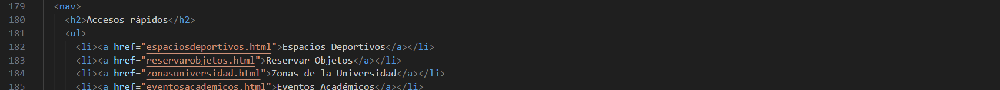 179 <nav>
180 <h2>Accesos rápidos</h2>
181 <ul>
182 <li><a href="espaciosdeportivos.html">Espacios Deportivos</a></li>
183 <li><a href="reservarobjetos.html">Reservar Objetos</a></li>
184 <li><a href="zonasuniversidad.html">Zonas de la Universidad</a></li>
185 <li><a href="eventosacademicos.html">Eventos Académicos</a></li>